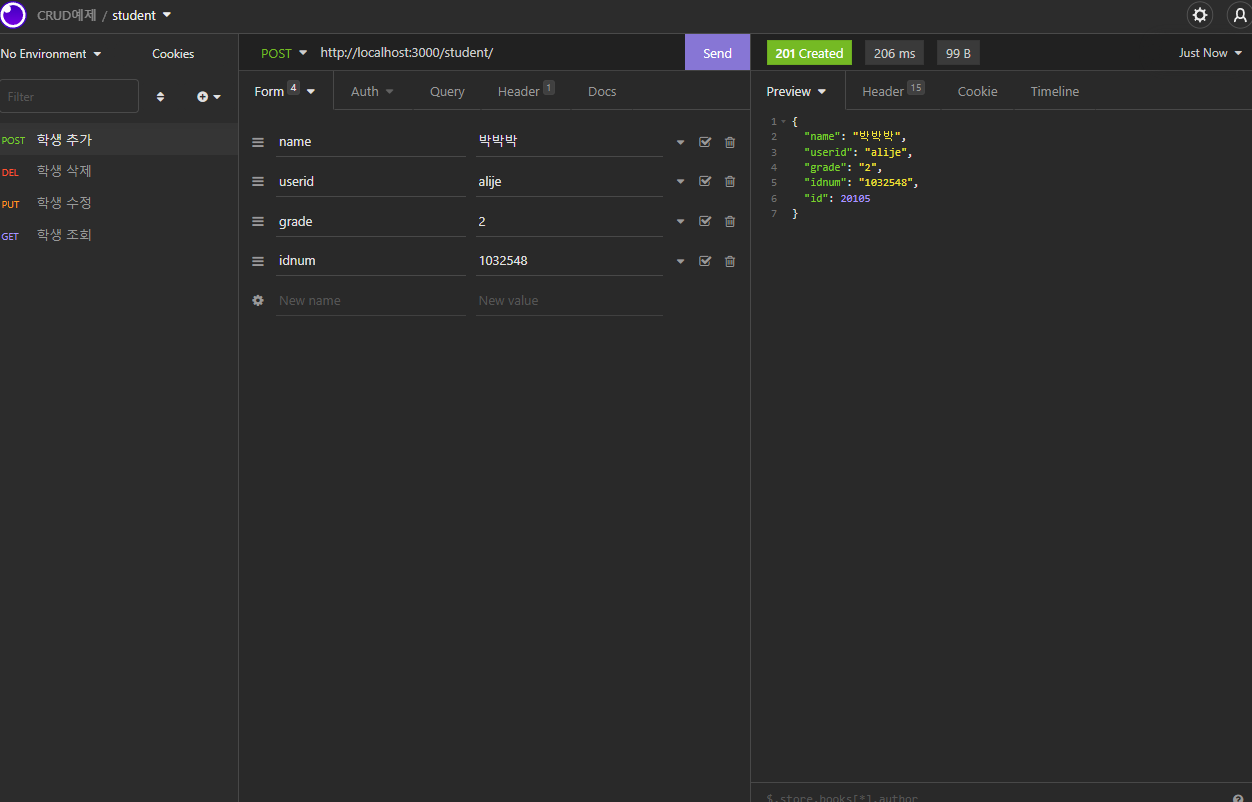 CRUD예제 / student
No Environment Cookies
Filter
POST 학생 추가
DEL 학생 삭제
PUT 학생 수정
GET 학생 조회
POST http://localhost:3000/student/ Send
Form 4 Auth Query Header 1 Docs
name 박박박
userid alije
grade 2
idnum 1032548
New name New value
201 Created 206 ms 99 B Just Now
Preview Header 15 Cookie Timeline
1 {
2 "name": "박박박",
3 "userid": "alije",
4 "grade": "2",
5 "idnum": "1032548",
6 "id": 20105
7 }
$.store.books[*].author